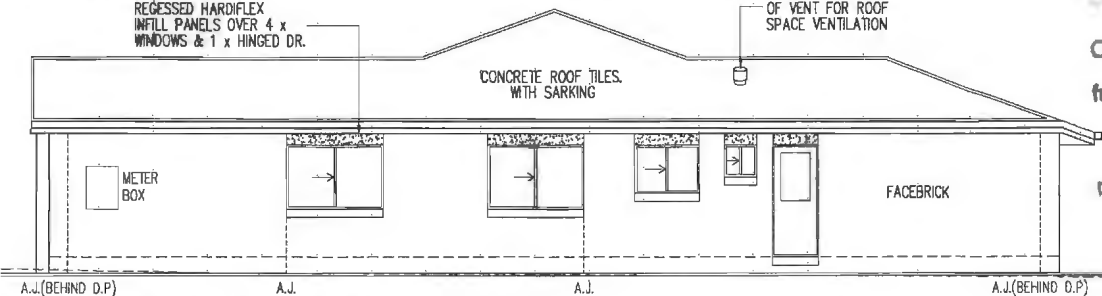 REGESSED HARDIFLEX
INFILL PANELS OVER 4 x
WINDOWS & 1 x HINGED DR.
OF VENT FOR ROOF
SPACE VENTILATION
CONCRETE ROOF TILES.
WITH SARKING
METER
BOX
FACEBRICK
A.J.(BEHIND D.P)
A.J.
A.J.
A.J.(BEHIND D.P)